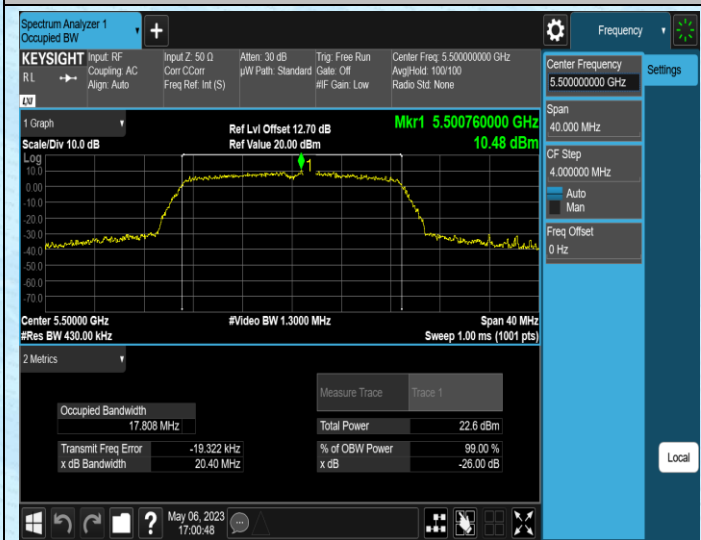 Spectrum Analyzer 1
Occupied BW
Frequency
KEYSIGHT
R L
LXI
Input: RF
Coupling: AC
Align: Auto
Input Z: 50 Ω
Corr CCorr
Freq Ref: Int (S)
Atten: 30 dB
µW Path: Standard
Trig: Free Run
Gate: Off
#IF Gain: Low
Center Freq: 5.500000000 GHz
Avg|Hold: 100/100
Radio Std: None
Center Frequency
5.500000000 GHz
Settings
Span
40.000 MHz
CF Step
4.000000 MHz
Auto
Man
Freq Offset
0 Hz
Local
1 Graph
Scale/Div 10.0 dB
Ref Lvl Offset 12.70 dB
Ref Value 20.00 dBm
Mkr1 5.500760000 GHz
10.48 dBm
Log
10.0
0.00
-10.0
-20.0
-30.0
-40.0
-50.0
-60.0
-70.0
1
Center 5.50000 GHz
#Res BW 430.00 kHz
#Video BW 1.3000 MHz
Span 40 MHz
Sweep 1.00 ms (1001 pts)
2 Metrics
Measure Trace
Trace 1
Occupied Bandwidth
17.808 MHz
Total Power
22.6 dBm
Transmit Freq Error
-19.322 kHz
% of OBW Power
99.00 %
x dB Bandwidth
20.40 MHz
x dB
-26.00 dB
?
May 06, 2023
17:00:48